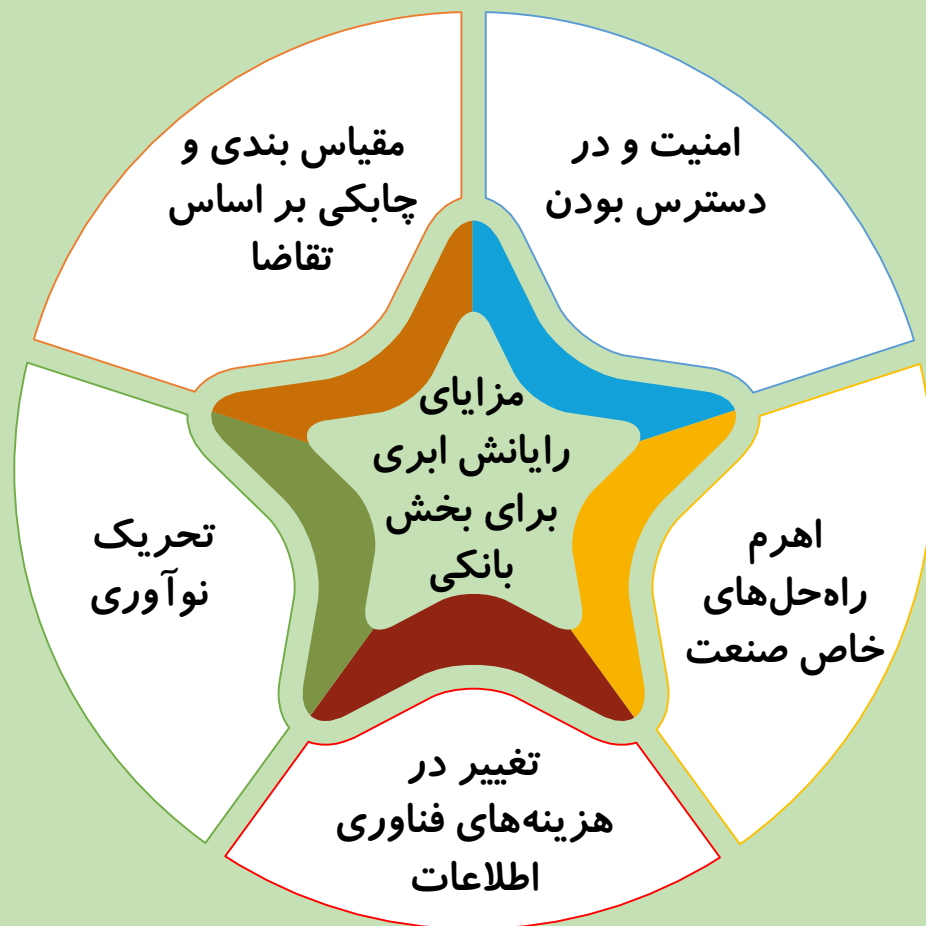 امنیت و در
دسترس بودن
مقیاس بندی و
چابکی بر اساس
تقاضا
مزایای
رایانش ابری
برای بخش
بانکی
اهرم
راه‌حل‌های
خاص صنعت
تحریک
نوآوری
تغییر در
هزینه‌های فناوری
اطلاعات